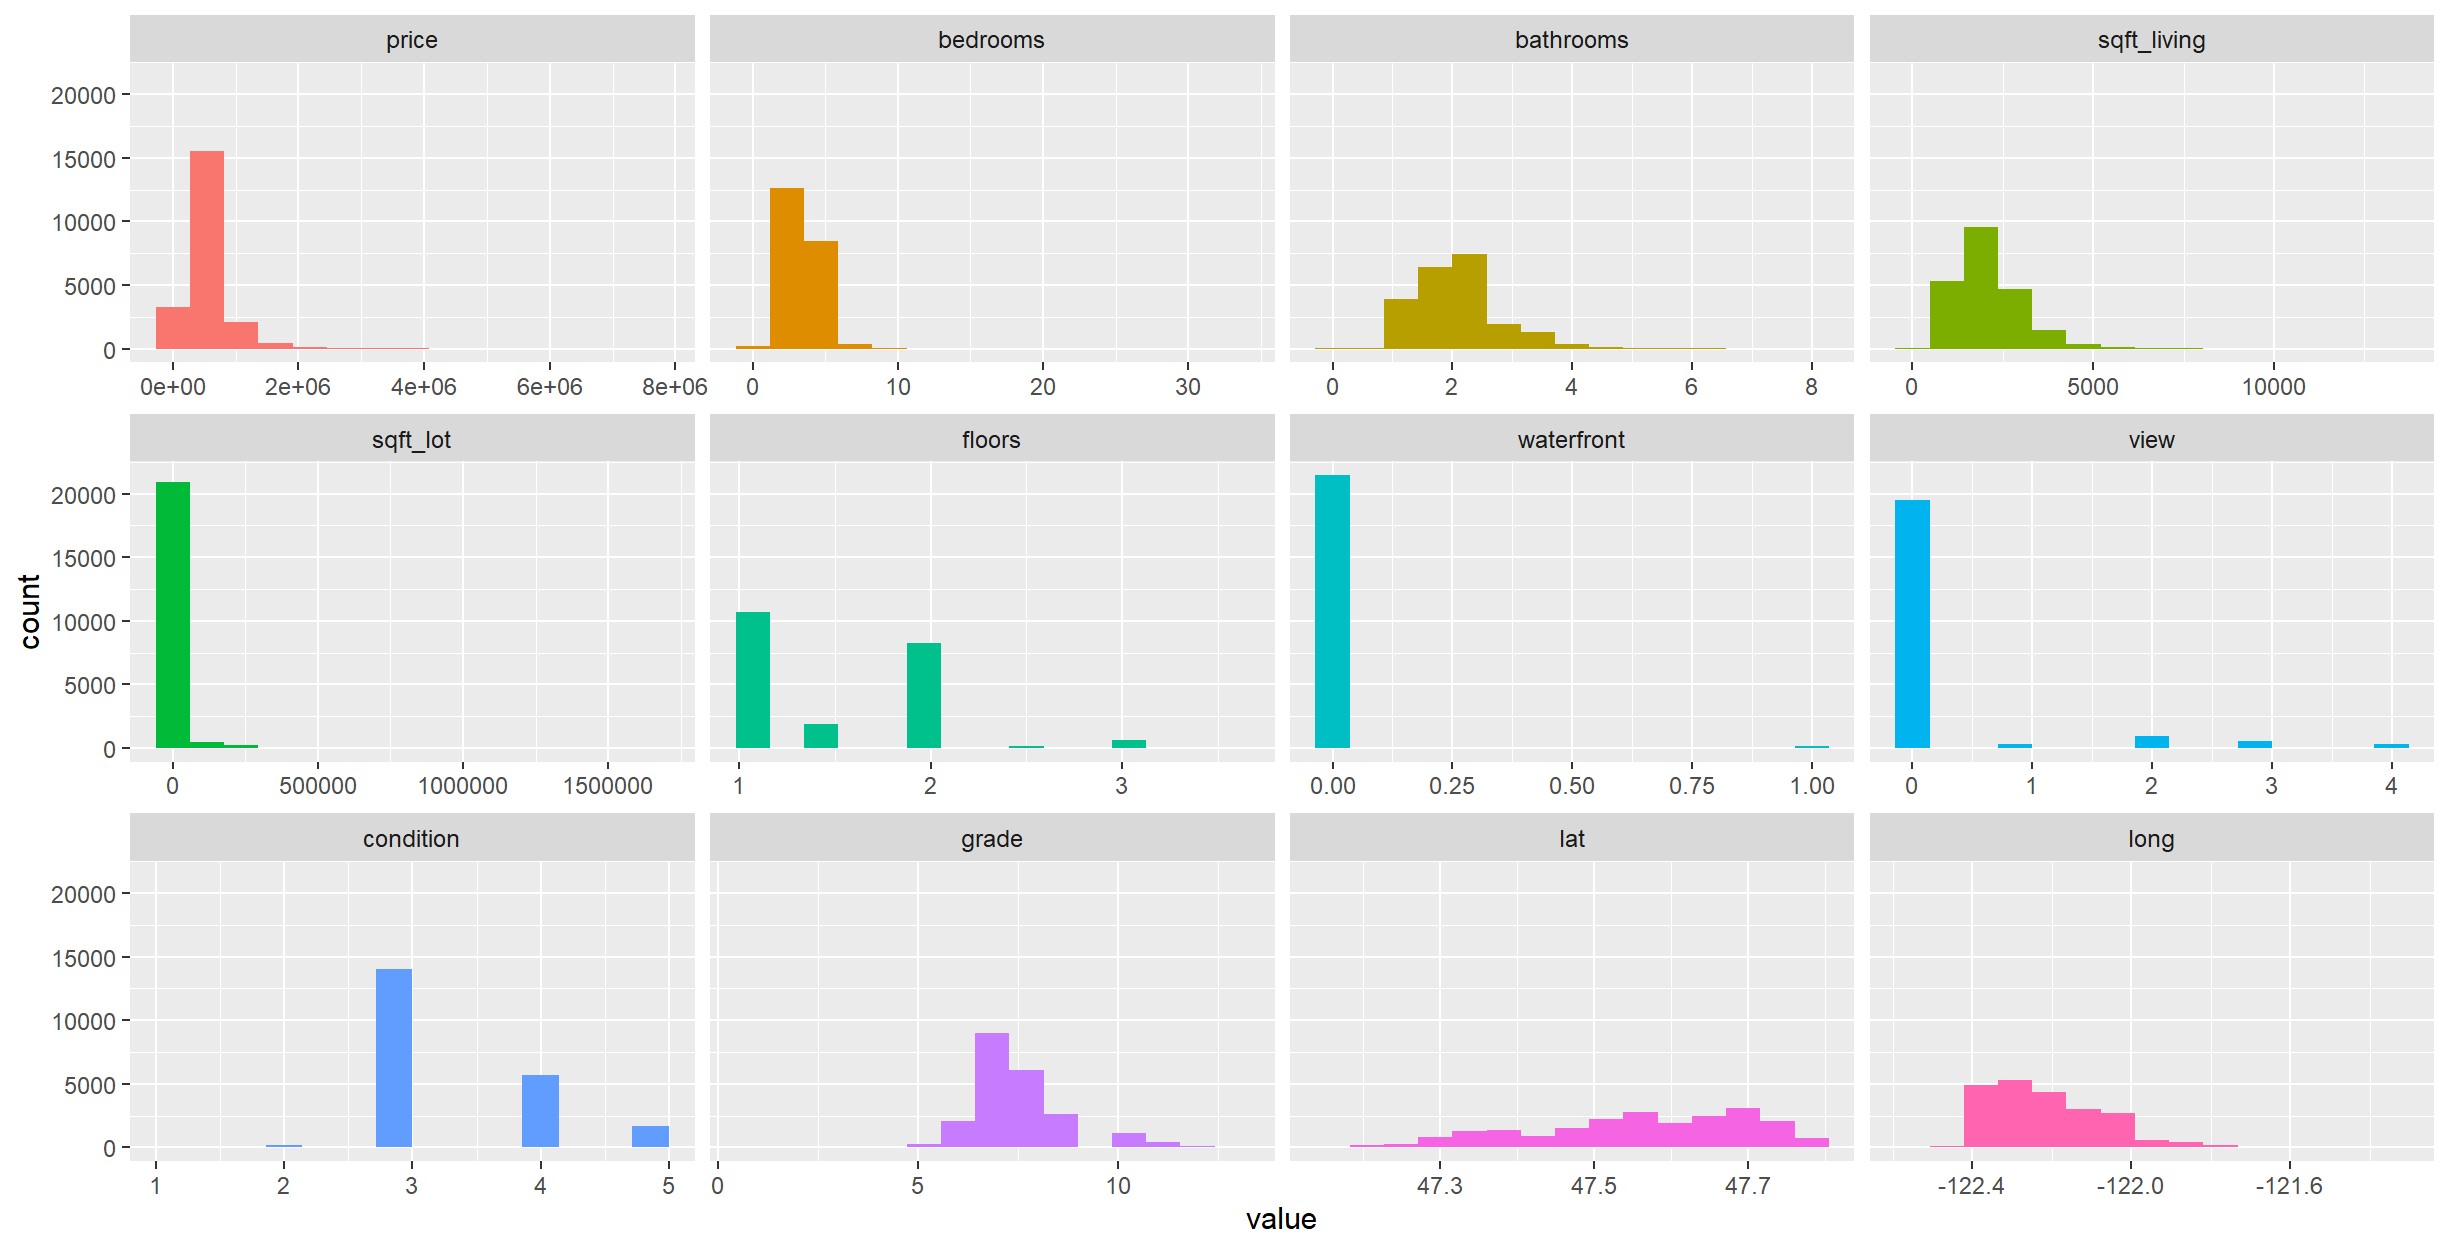 price bedrooms bathrooms sqft_living
20000
15000
10000
5000
0
0e+00 2e+06 4e+06 6e+06 8e+06 0 10 20 30 0 2 4 6 8 0 5000 10000
sqft_lot floors waterfront view
20000
15000
10000
5000
0
0 500000 1000000 1500000 1 2 3 0.00 0.25 0.50 0.75 1.00 0 1 2 3 4
count
condition grade lat long
20000
15000
10000
5000
0
1 2 3 4 5 0 5 10 47.3 47.5 47.7 -122.4 -122.0 -121.6
value